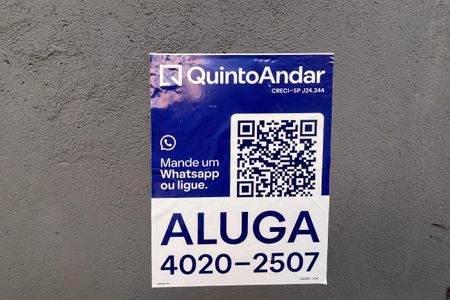 QuintoAndar
CRECI-SP J24.344
Mande um
Whatsapp
ou ligue.
ALUGA
4020-2507